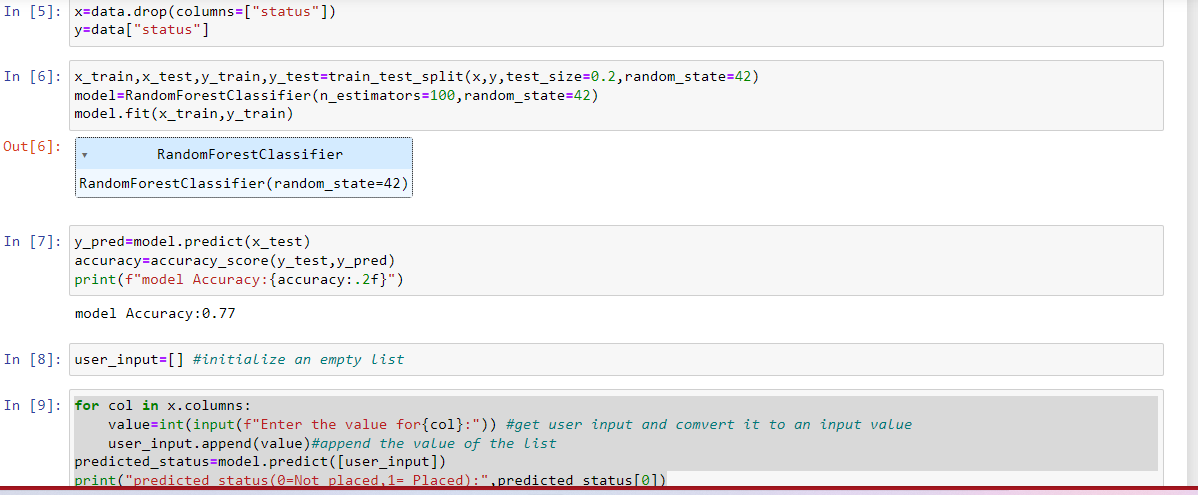 In [5]: x=data.drop(columns=["status"])
y=data["status"]
In [6]: x_train,x_test,y_train,y_test=train_test_split(x,y,test_size=0.2,random_state=42)
model=RandomForestClassifier(n_estimators=100,random_state=42)
model.fit(x_train,y_train)
Out[6]: ▾ RandomForestClassifier
RandomForestClassifier(random_state=42)
In [7]: y_pred=model.predict(x_test)
accuracy=accuracy_score(y_test,y_pred)
print(f"model Accuracy:{accuracy:.2f}")
model Accuracy:0.77
In [8]: user_input=[] #initialize an empty list
In [9]: for col in x.columns:
    value=int(input(f"Enter the value for{col}:")) #get user input and comvert it to an input value
    user_input.append(value)#append the value of the list
predicted_status=model.predict([user_input])
print("predicted status(0=Not placed,1= Placed):",predicted_status[0])